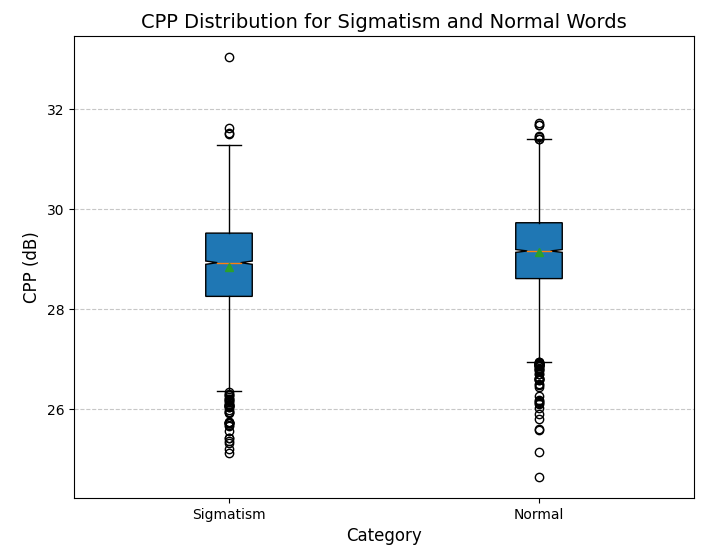 CPP Distribution for Sigmatism and Normal Words
CPP (dB)
32
30
28
26
Sigmatism
Normal
Category